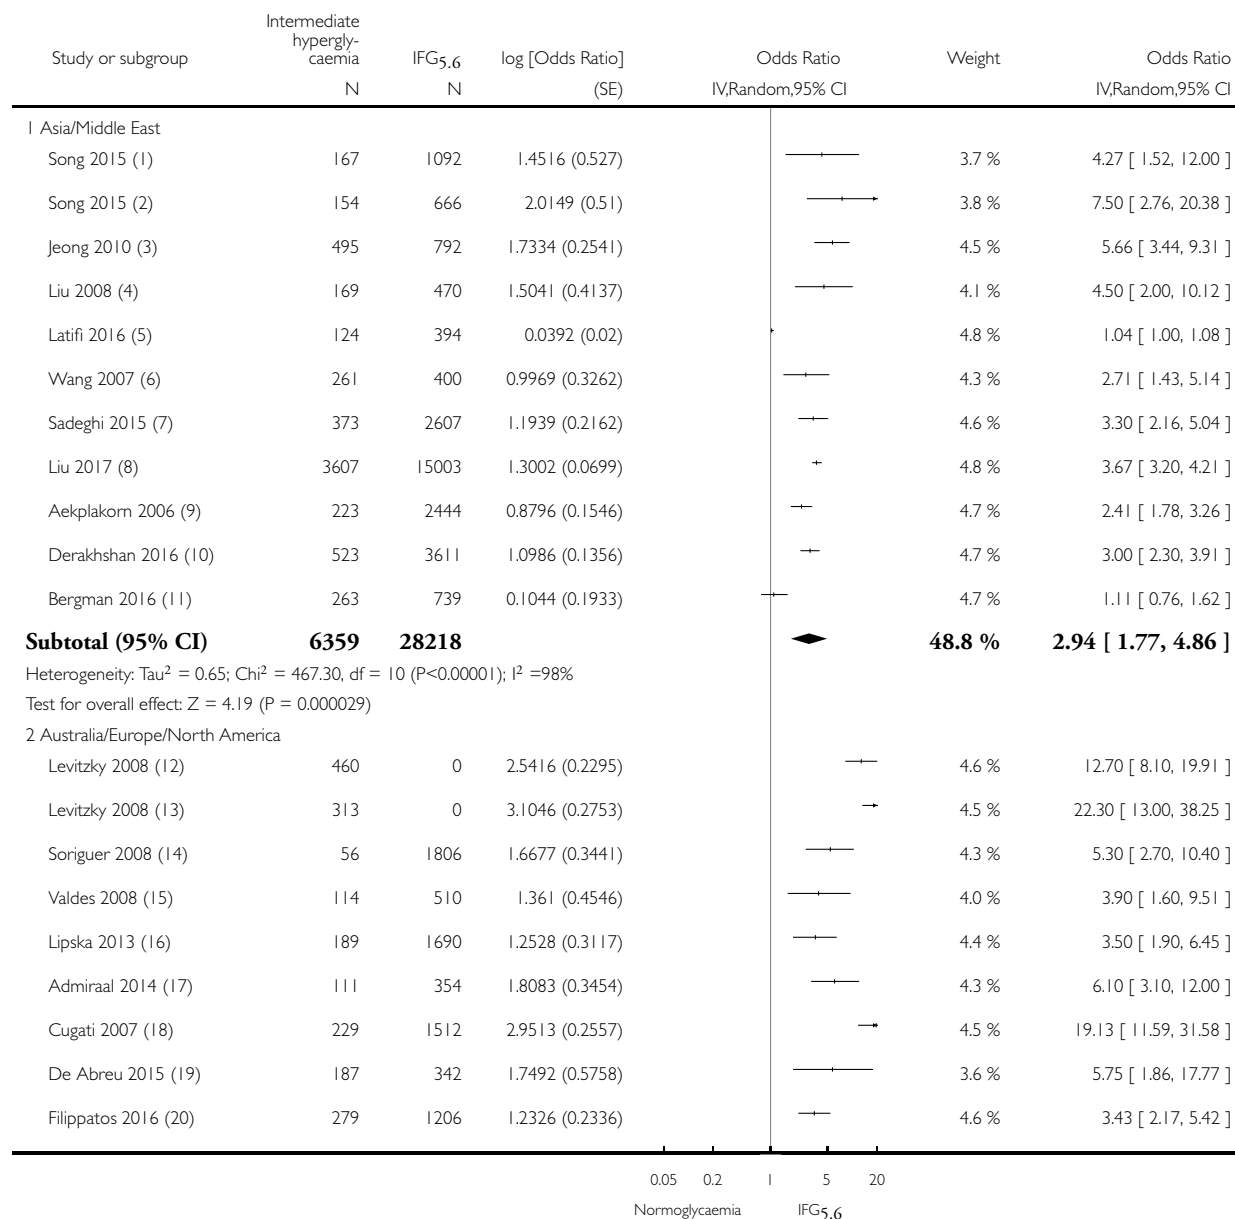 Study or subgroup Intermediate hypergly- caemia IFG5.6 log [Odds Ratio] Odds Ratio Weight Odds Ratio
N N (SE) IV,Random,95% CI IV,Random,95% CI
1 Asia/Middle East
Song 2015 (1) 167 1092 1.4516 (0.527) 3.7 % 4.27 [ 1.52, 12.00 ]
Song 2015 (2) 154 666 2.0149 (0.51) 3.8 % 7.50 [ 2.76, 20.38 ]
Jeong 2010 (3) 495 792 1.7334 (0.2541) 4.5 % 5.66 [ 3.44, 9.31 ]
Liu 2008 (4) 169 470 1.5041 (0.4137) 4.1 % 4.50 [ 2.00, 10.12 ]
Latifi 2016 (5) 124 394 0.0392 (0.02) 4.8 % 1.04 [ 1.00, 1.08 ]
Wang 2007 (6) 261 400 0.9969 (0.3262) 4.3 % 2.71 [ 1.43, 5.14 ]
Sadeghi 2015 (7) 373 2607 1.1939 (0.2162) 4.6 % 3.30 [ 2.16, 5.04 ]
Liu 2017 (8) 3607 15003 1.3002 (0.0699) 4.8 % 3.67 [ 3.20, 4.21 ]
Aekplakorn 2006 (9) 223 2444 0.8796 (0.1546) 4.7 % 2.41 [ 1.78, 3.26 ]
Derakhshan 2016 (10) 523 3611 1.0986 (0.1356) 4.7 % 3.00 [ 2.30, 3.91 ]
Bergman 2016 (11) 263 739 0.1044 (0.1933) 4.7 % 1.11 [ 0.76, 1.62 ]
Subtotal (95% CI) 6359 28218 48.8 % 2.94 [ 1.77, 4.86 ]
Heterogeneity: Tau² = 0.65; Chi² = 467.30, df = 10 (P<0.00001); I² =98%
Test for overall effect: Z = 4.19 (P = 0.000029)
2 Australia/Europe/North America
Levitzky 2008 (12) 460 0 2.5416 (0.2295) 4.6 % 12.70 [ 8.10, 19.91 ]
Levitzky 2008 (13) 313 0 3.1046 (0.2753) 4.5 % 22.30 [ 13.00, 38.25 ]
Soriguer 2008 (14) 56 1806 1.6677 (0.3441) 4.3 % 5.30 [ 2.70, 10.40 ]
Valdes 2008 (15) 114 510 1.361 (0.4546) 4.0 % 3.90 [ 1.60, 9.51 ]
Lipska 2013 (16) 189 1690 1.2528 (0.3117) 4.4 % 3.50 [ 1.90, 6.45 ]
Admiraal 2014 (17) 111 354 1.8083 (0.3454) 4.3 % 6.10 [ 3.10, 12.00 ]
Cugati 2007 (18) 229 1512 2.9513 (0.2557) 4.5 % 19.13 [ 11.59, 31.58 ]
De Abreu 2015 (19) 187 342 1.7492 (0.5758) 3.6 % 5.75 [ 1.86, 17.77 ]
Filippatos 2016 (20) 279 1206 1.2326 (0.2336) 4.6 % 3.43 [ 2.17, 5.42 ]
0.05 0.2 1 5 20
Normoglycaemia IFG5.6